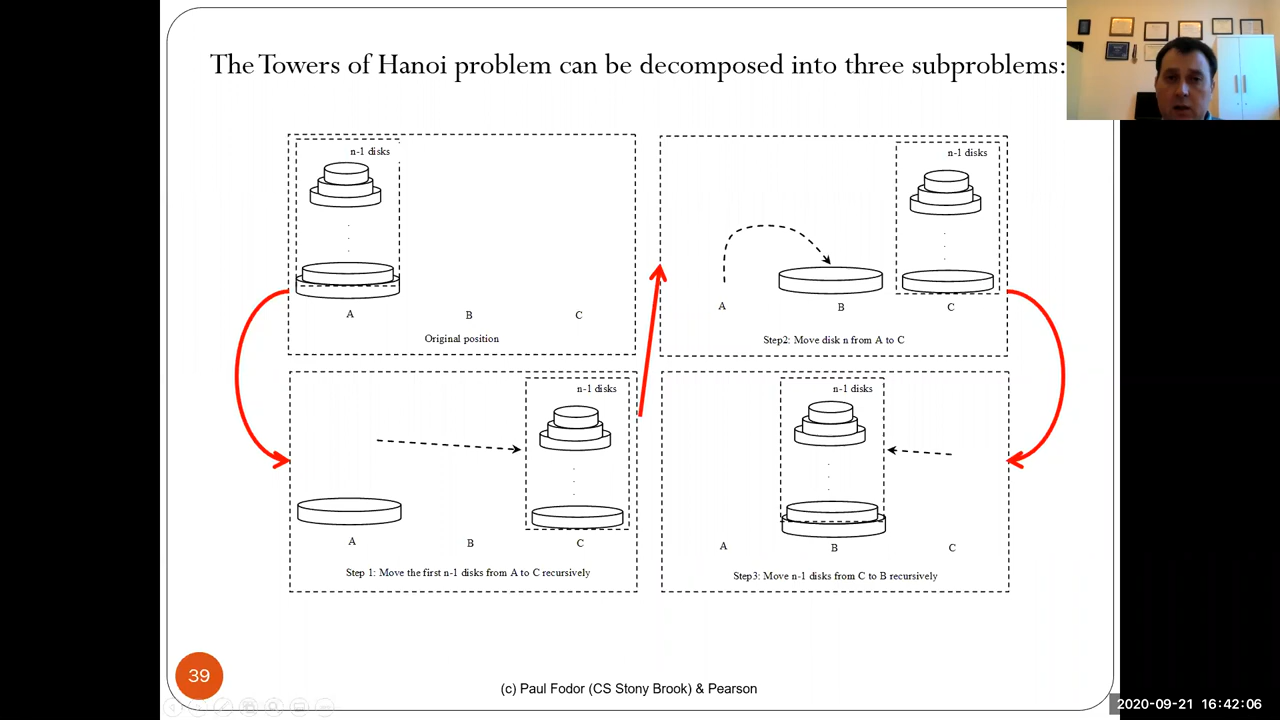 The Towers of Hanoi problem can be decomposed into three subproblems:
n-1 disks
A B C
Original position
n-1 disks
A B C
Step2: Move disk n from A to C
n-1 disks
A B C
Step 1: Move the first n-1 disks from A to C recursively
n-1 disks
A B C
Step3: Move n-1 disks from C to B recursively
39
(c) Paul Fodor (CS Stony Brook) & Pearson
2020-09-21 16:42:06